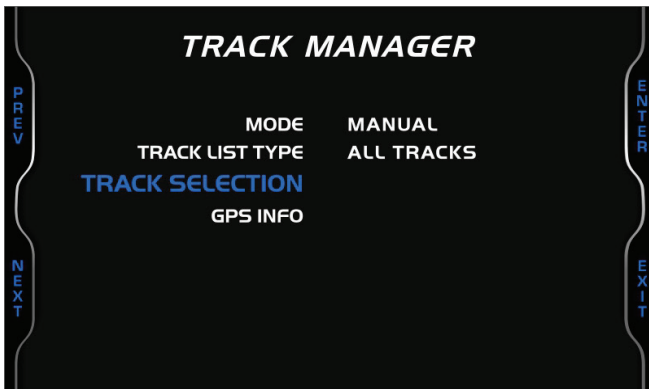 TRACK MANAGER
PREV
ENTER
MODE MANUAL
TRACK LIST TYPE ALL TRACKS
TRACK SELECTION
GPS INFO
NEXT
EXIT